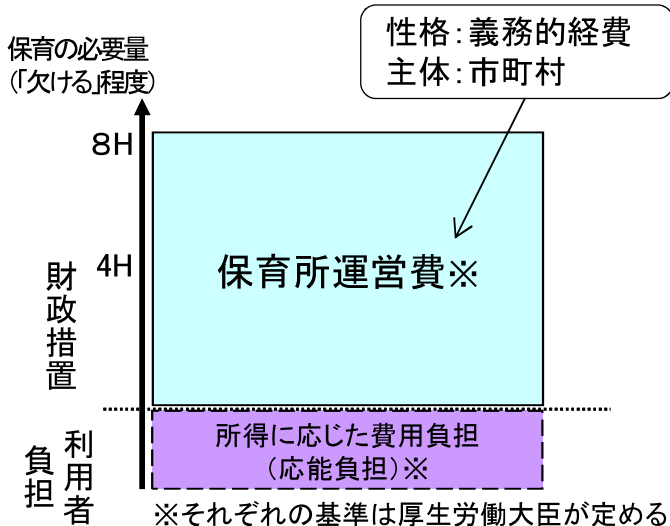 性格：義務的経費
主体：市町村
保育の必要量
（「欠ける」程度）
8H
4H
保育所運営費※
財政措置
所得に応じた費用負担
（応能負担）※
利用者
負担
※それぞれの基準は厚生労働大臣が定める